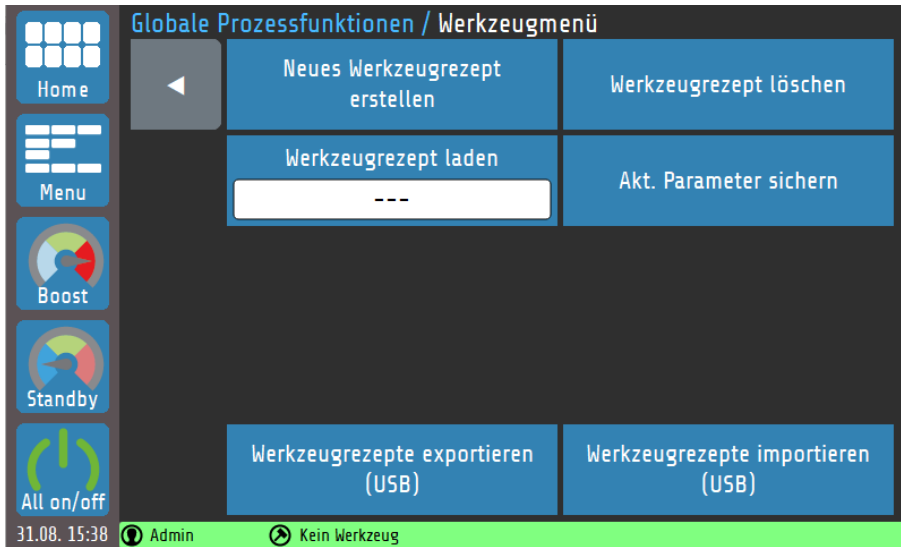 Globale Prozessfunktionen / Werkzeugmenü
Home
Menu
Boost
Standby
All on/off
31.08. 15:38
Neues Werkzeugrezept
erstellen
Werkzeugrezept löschen
Werkzeugrezept laden
---
Akt. Parameter sichern
Werkzeugrezepte exportieren
(USB)
Werkzeugrezepte importieren
(USB)
Admin
Kein Werkzeug